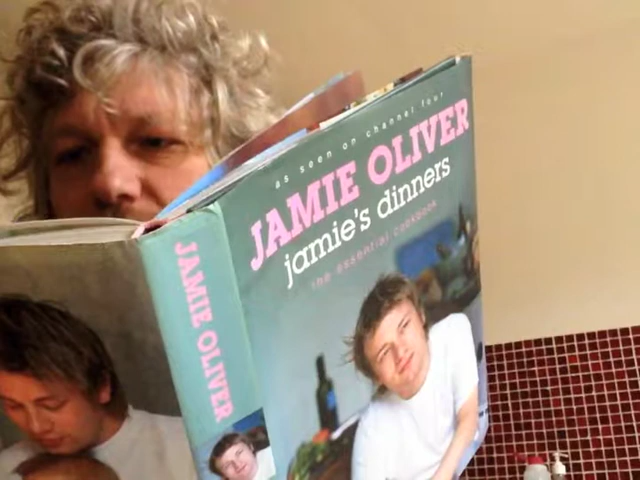 as seen on channel four
JAMIE OLIVER
jamie's dinners
the essential cookbook
JAMIE OLIVER